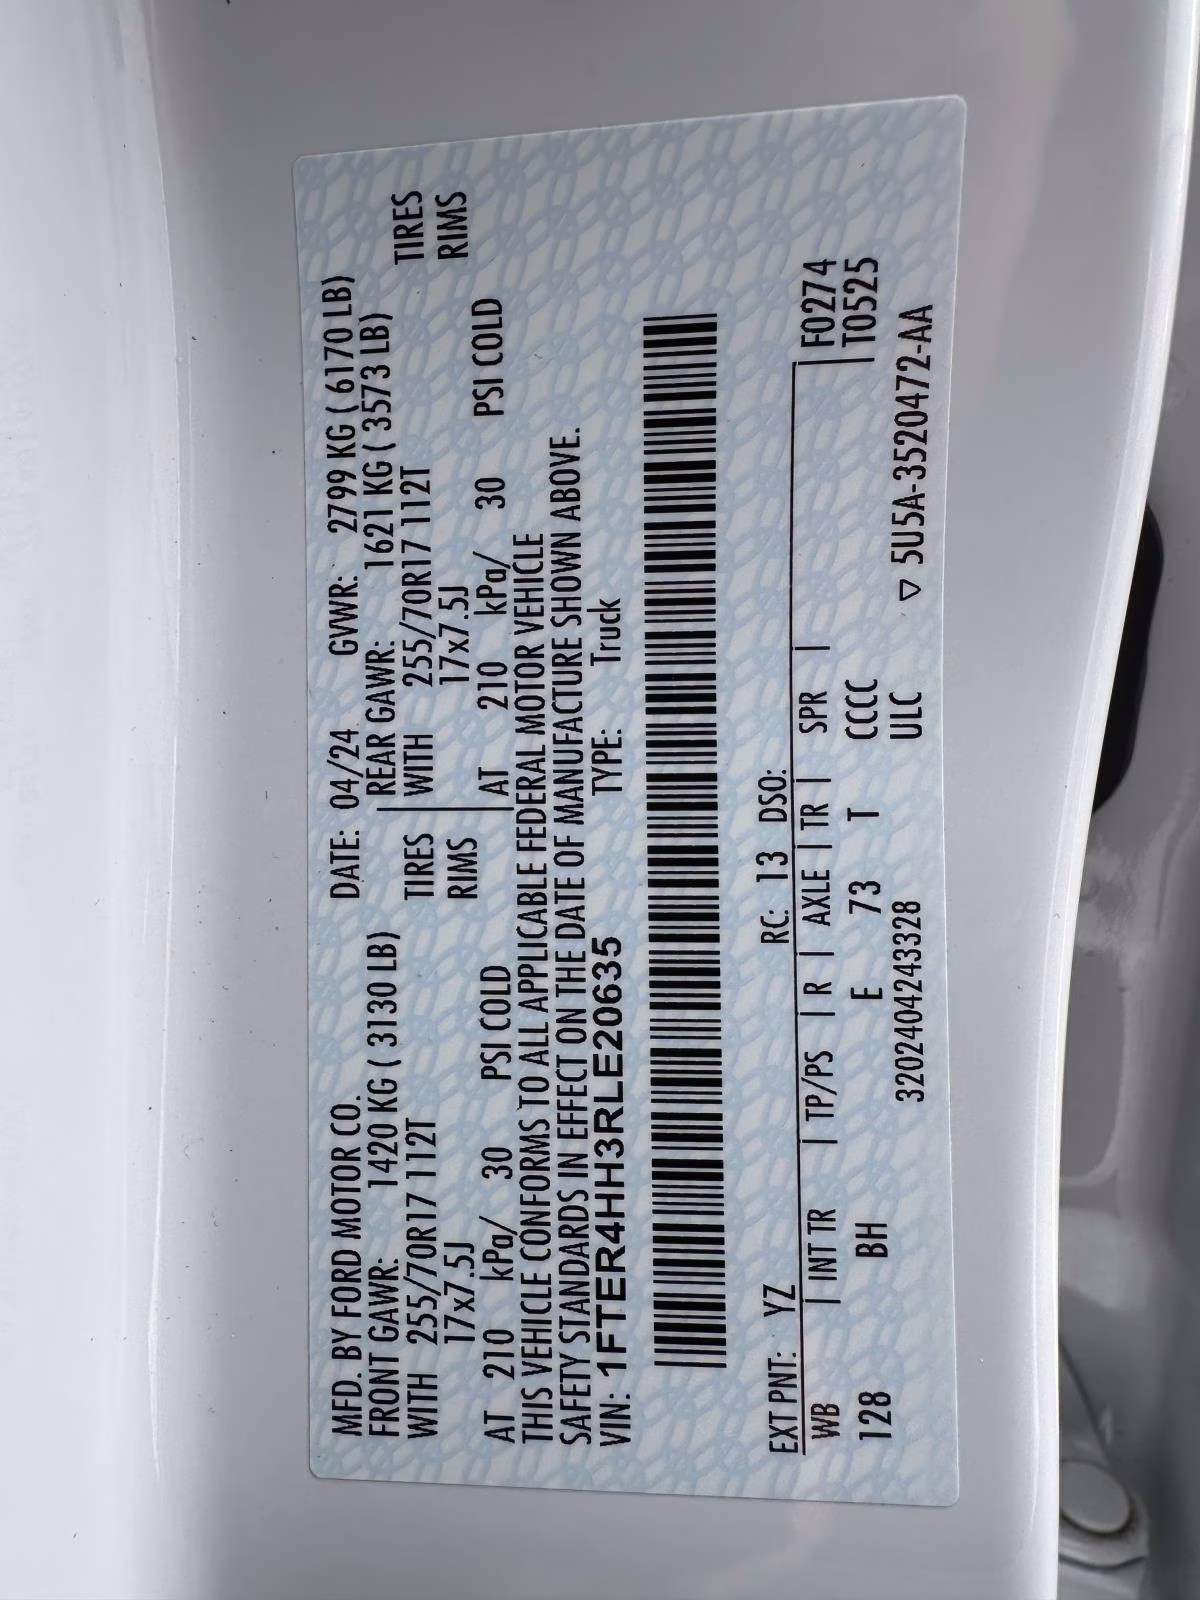 MFD. BY FORD MOTOR CO. DATE: 04/24 GVWR: 2799 KG ( 6170 LB)
FRONT GAWR: 1420 KG ( 3130 LB) REAR GAWR: 1621 KG ( 3573 LB)
WITH 255/70R17 112T TIRES WITH 255/70R17 112T TIRES
17x7.5J RIMS 17x7.5J RIMS
AT 210 kPa/ 30 PSI COLD AT 210 kPa/ 30 PSI COLD
THIS VEHICLE CONFORMS TO ALL APPLICABLE FEDERAL MOTOR VEHICLE
SAFETY STANDARDS IN EFFECT ON THE DATE OF MANUFACTURE SHOWN ABOVE.
VIN: 1FTER4HH3RLE20635 TYPE: Truck
EXT PNT: YZ RC: 13 DSO:
WB | INT TR | TP/PS | R | AXLE | TR | SPR | | F0274
128 BH E 73 T CCCC T0525
320240424332​8 ULC ▽ 5U5A-3520472-AA